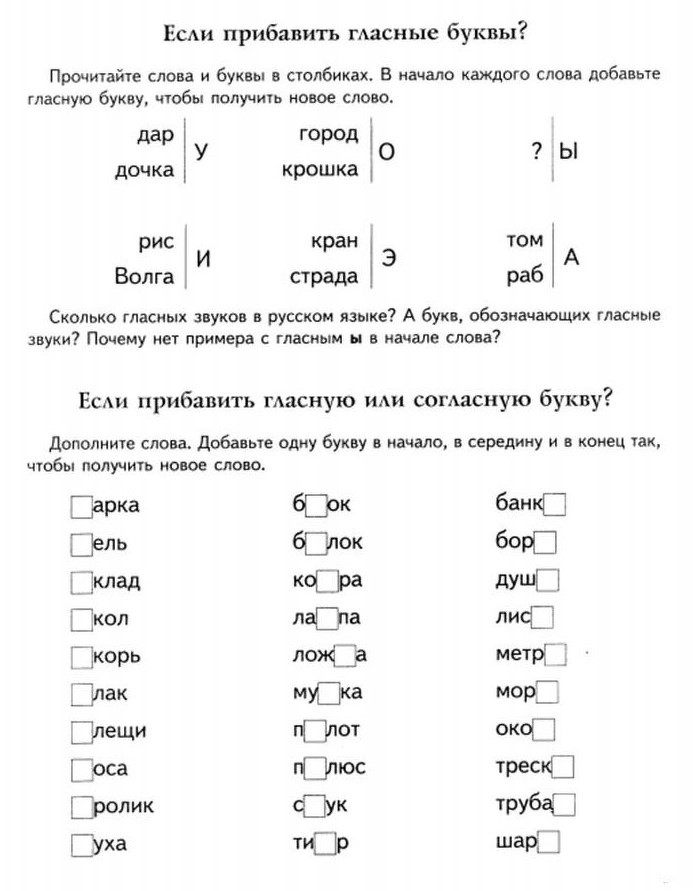 Если прибавить гласные буквы?
Прочитайте слова и буквы в столбиках. В начало каждого слова добавьте
гласную букву, чтобы получить новое слово.
дар
дочка
У
город
крошка
О
?
Ы
рис
Волга
И
кран
страда
Э
том
раб
А
Сколько гласных звуков в русском языке? А букв, обозначающих гласные
звуки? Почему нет примера с гласным ы в начале слова?
Если прибавить гласную или согласную букву?
Дополните слова. Добавьте одну букву в начало, в середину и в конец так,
чтобы получить новое слово.
□арка б□ок банк□
□ель б□лок бор□
□клад ко□ра душ□
□кол ла□па лис□
□корь лож□а метр□
□лак му□ка мор□
□лещи п□лот око□
□оса п□люс треск□
□ролик с□ук труба□
□уха ти□р шар□